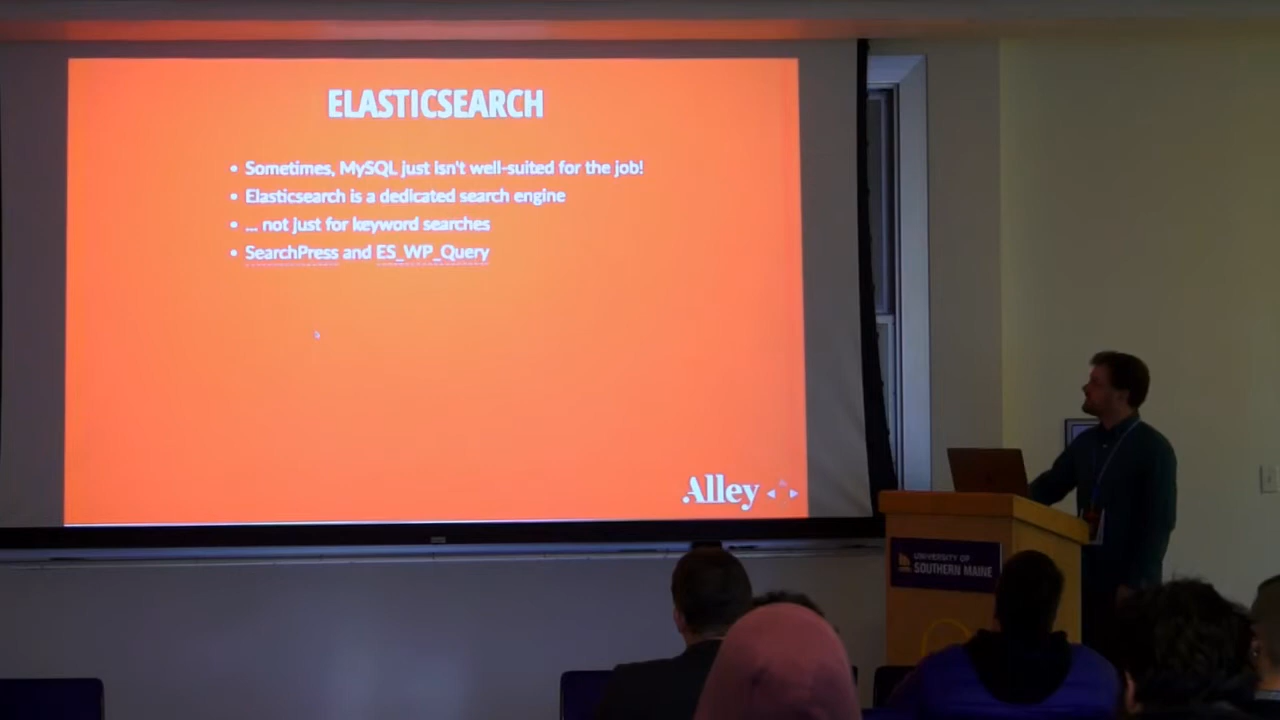 ELASTICSEARCH
• Sometimes, MySQL just isn't well-suited for the job!
• Elasticsearch is a dedicated search engine
• ... not just for keyword searches
• SearchPress and ES_WP_Query
Alley
UNIVERSITY OF
SOUTHERN MAINE